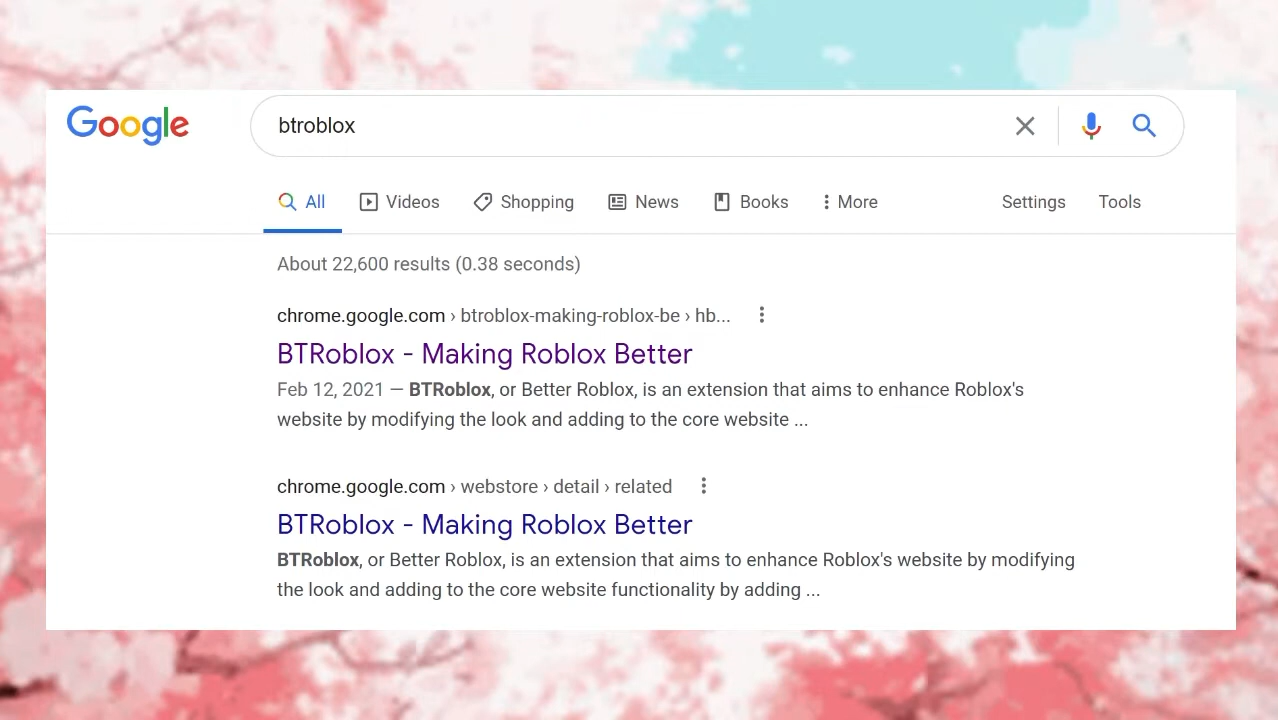 Google
btroblox
All Videos Shopping News Books More Settings Tools
About 22,600 results (0.38 seconds)
chrome.google.com › btroblox-making-roblox-be › hb...
BTRoblox - Making Roblox Better
Feb 12, 2021 — BTRoblox, or Better Roblox, is an extension that aims to enhance Roblox's
website by modifying the look and adding to the core website ...
chrome.google.com › webstore › detail › related
BTRoblox - Making Roblox Better
BTRoblox, or Better Roblox, is an extension that aims to enhance Roblox's website by modifying
the look and adding to the core website functionality by adding ...